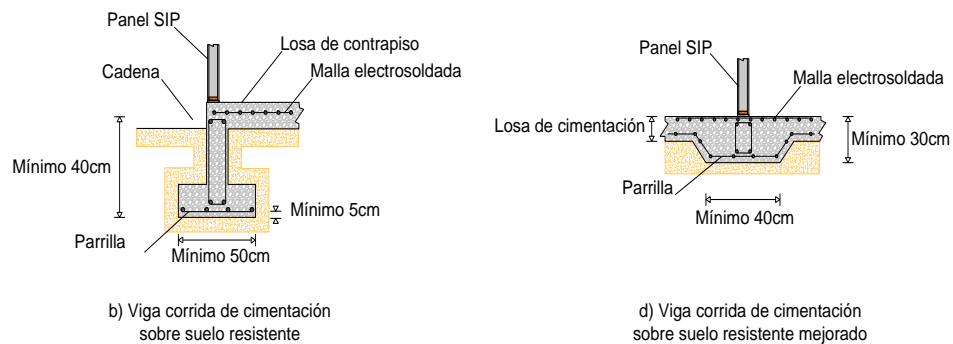 Panel SIP
Losa de contrapiso
Cadena
Malla electrosoldada
Mínimo 40cm
Mínimo 5cm
Parrilla
Mínimo 50cm
b) Viga corrida de cimentación
sobre suelo resistente
Panel SIP
Malla electrosoldada
Losa de cimentación
Mínimo 30cm
Parrilla
Mínimo 40cm
d) Viga corrida de cimentación
sobre suelo resistente mejorado